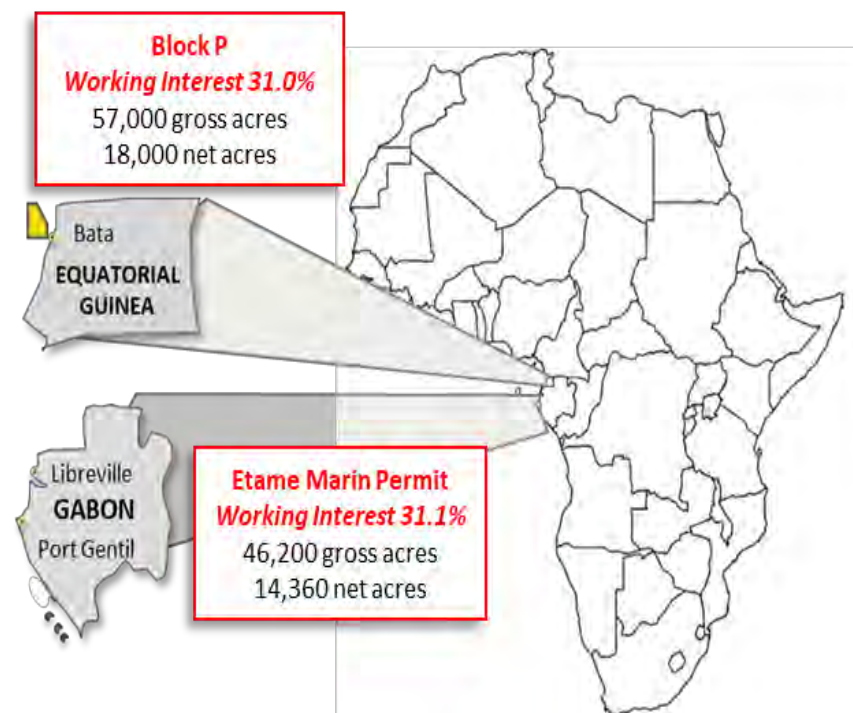 Block P
Working Interest 31.0%
57,000 gross acres
18,000 net acres
Bata
EQUATORIAL
GUINEA
Libreville
GABON
Port Gentil
Etame Marin Permit
Working Interest 31.1%
46,200 gross acres
14,360 net acres